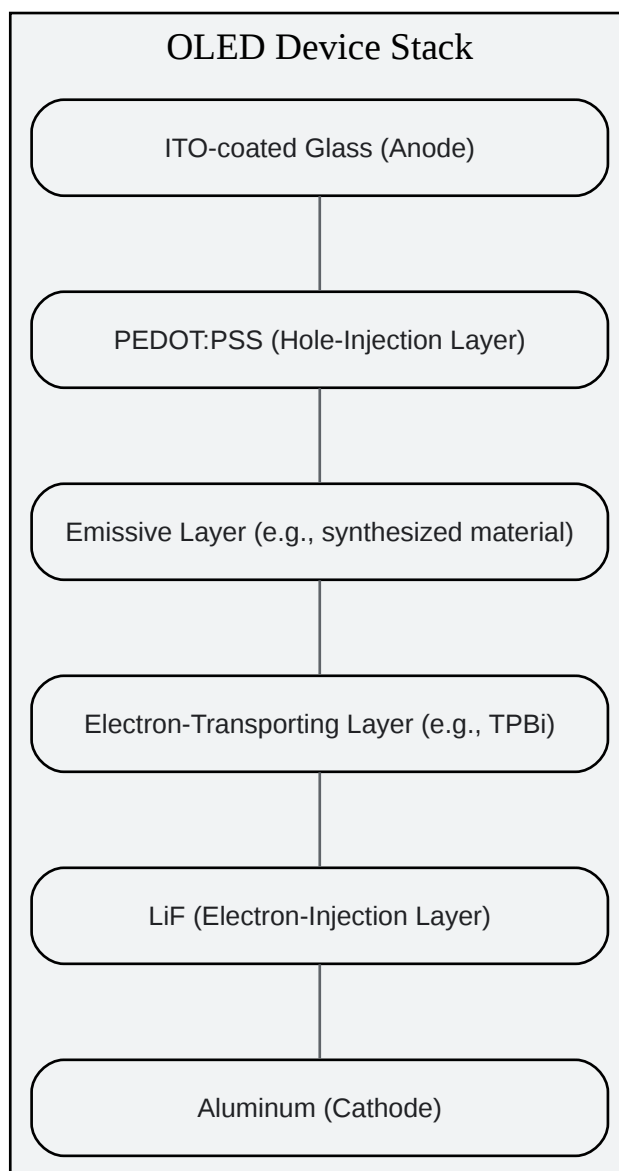 OLED Device Stack
ITO-coated Glass (Anode)
PEDOT:PSS (Hole-Injection Layer)
Emissive Layer (e.g., synthesized material)
Electron-Transporting Layer (e.g., TPBi)
LiF (Electron-Injection Layer)
Aluminum (Cathode)